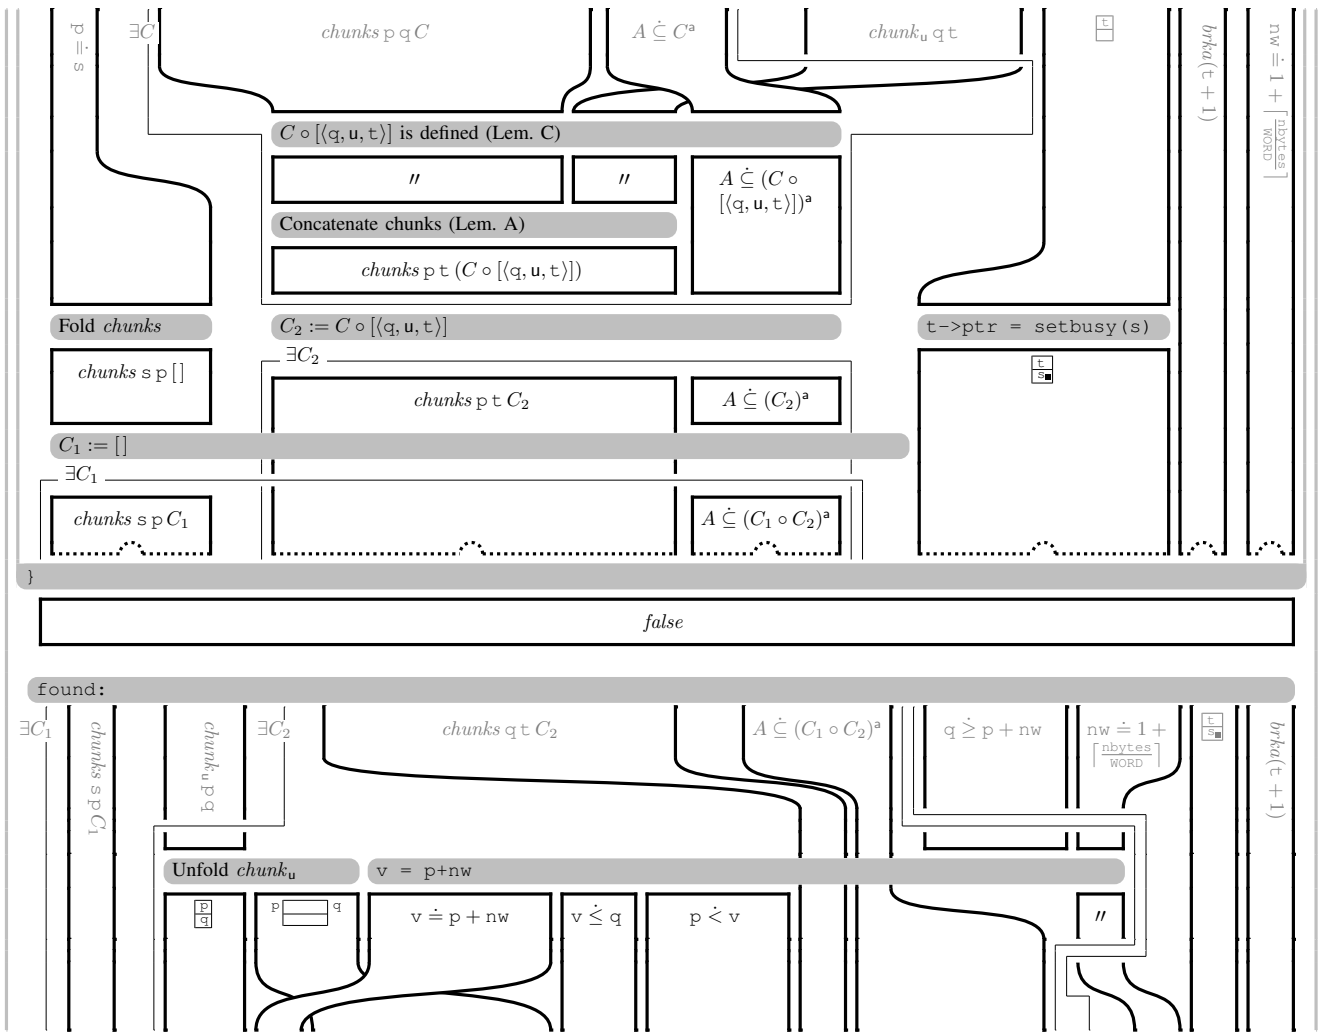 p ≐ s
∃C
chunks p q C
A ⊆̇ Cᵃ
chunkᵤ q t
t
brka(t + 1)
nw ≐ 1 + ⌈nbytes/WORD⌉
C ∘ [⟨q, u, t⟩] is defined (Lem. C)
″
″
A ⊆̇ (C ∘
[⟨q, u, t⟩])ᵃ
Concatenate chunks (Lem. A)
chunks p t (C ∘ [⟨q, u, t⟩])
Fold chunks
C₂ := C ∘ [⟨q, u, t⟩]
t->ptr = setbusy(s)
∃C₂
chunks s p [ ]
chunks p t C₂
A ⊆̇ (C₂)ᵃ
t
s■
C₁ := [ ]
∃C₁
chunks s p C₁
A ⊆̇ (C₁ ∘ C₂)ᵃ
}
false
found:
∃C₁
chunks s p C₁
chunkᵤ p q
∃C₂
chunks q t C₂
A ⊆̇ (C₁ ∘ C₂)ᵃ
q ≥̇ p + nw
nw ≐ 1 +
⌈nbytes/WORD⌉
t
s■
brka(t + 1)
Unfold chunkᵤ
v = p+nw
p
q
p
q
v ≐ p + nw
v ≤̇ q
p <̇ v
″